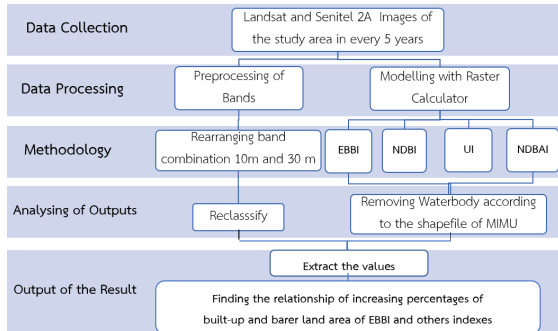 Data Collection
Landsat and Senitel 2A Images of
the study area in every 5 years
Data Processing
Preprocessing of
Bands
Modelling with Raster
Calculator
Methodology
Rearranging band
combination 10m and 30 m
EBBI
NDBI
UI
NDBAI
Analysing of Outputs
Reclasssify
Removing Waterbody according
to the shapefile of MIMU
Output of the Result
Extract the values
Finding the relationship of increasing percentages of
built-up and barer land area of EBBI and others indexes